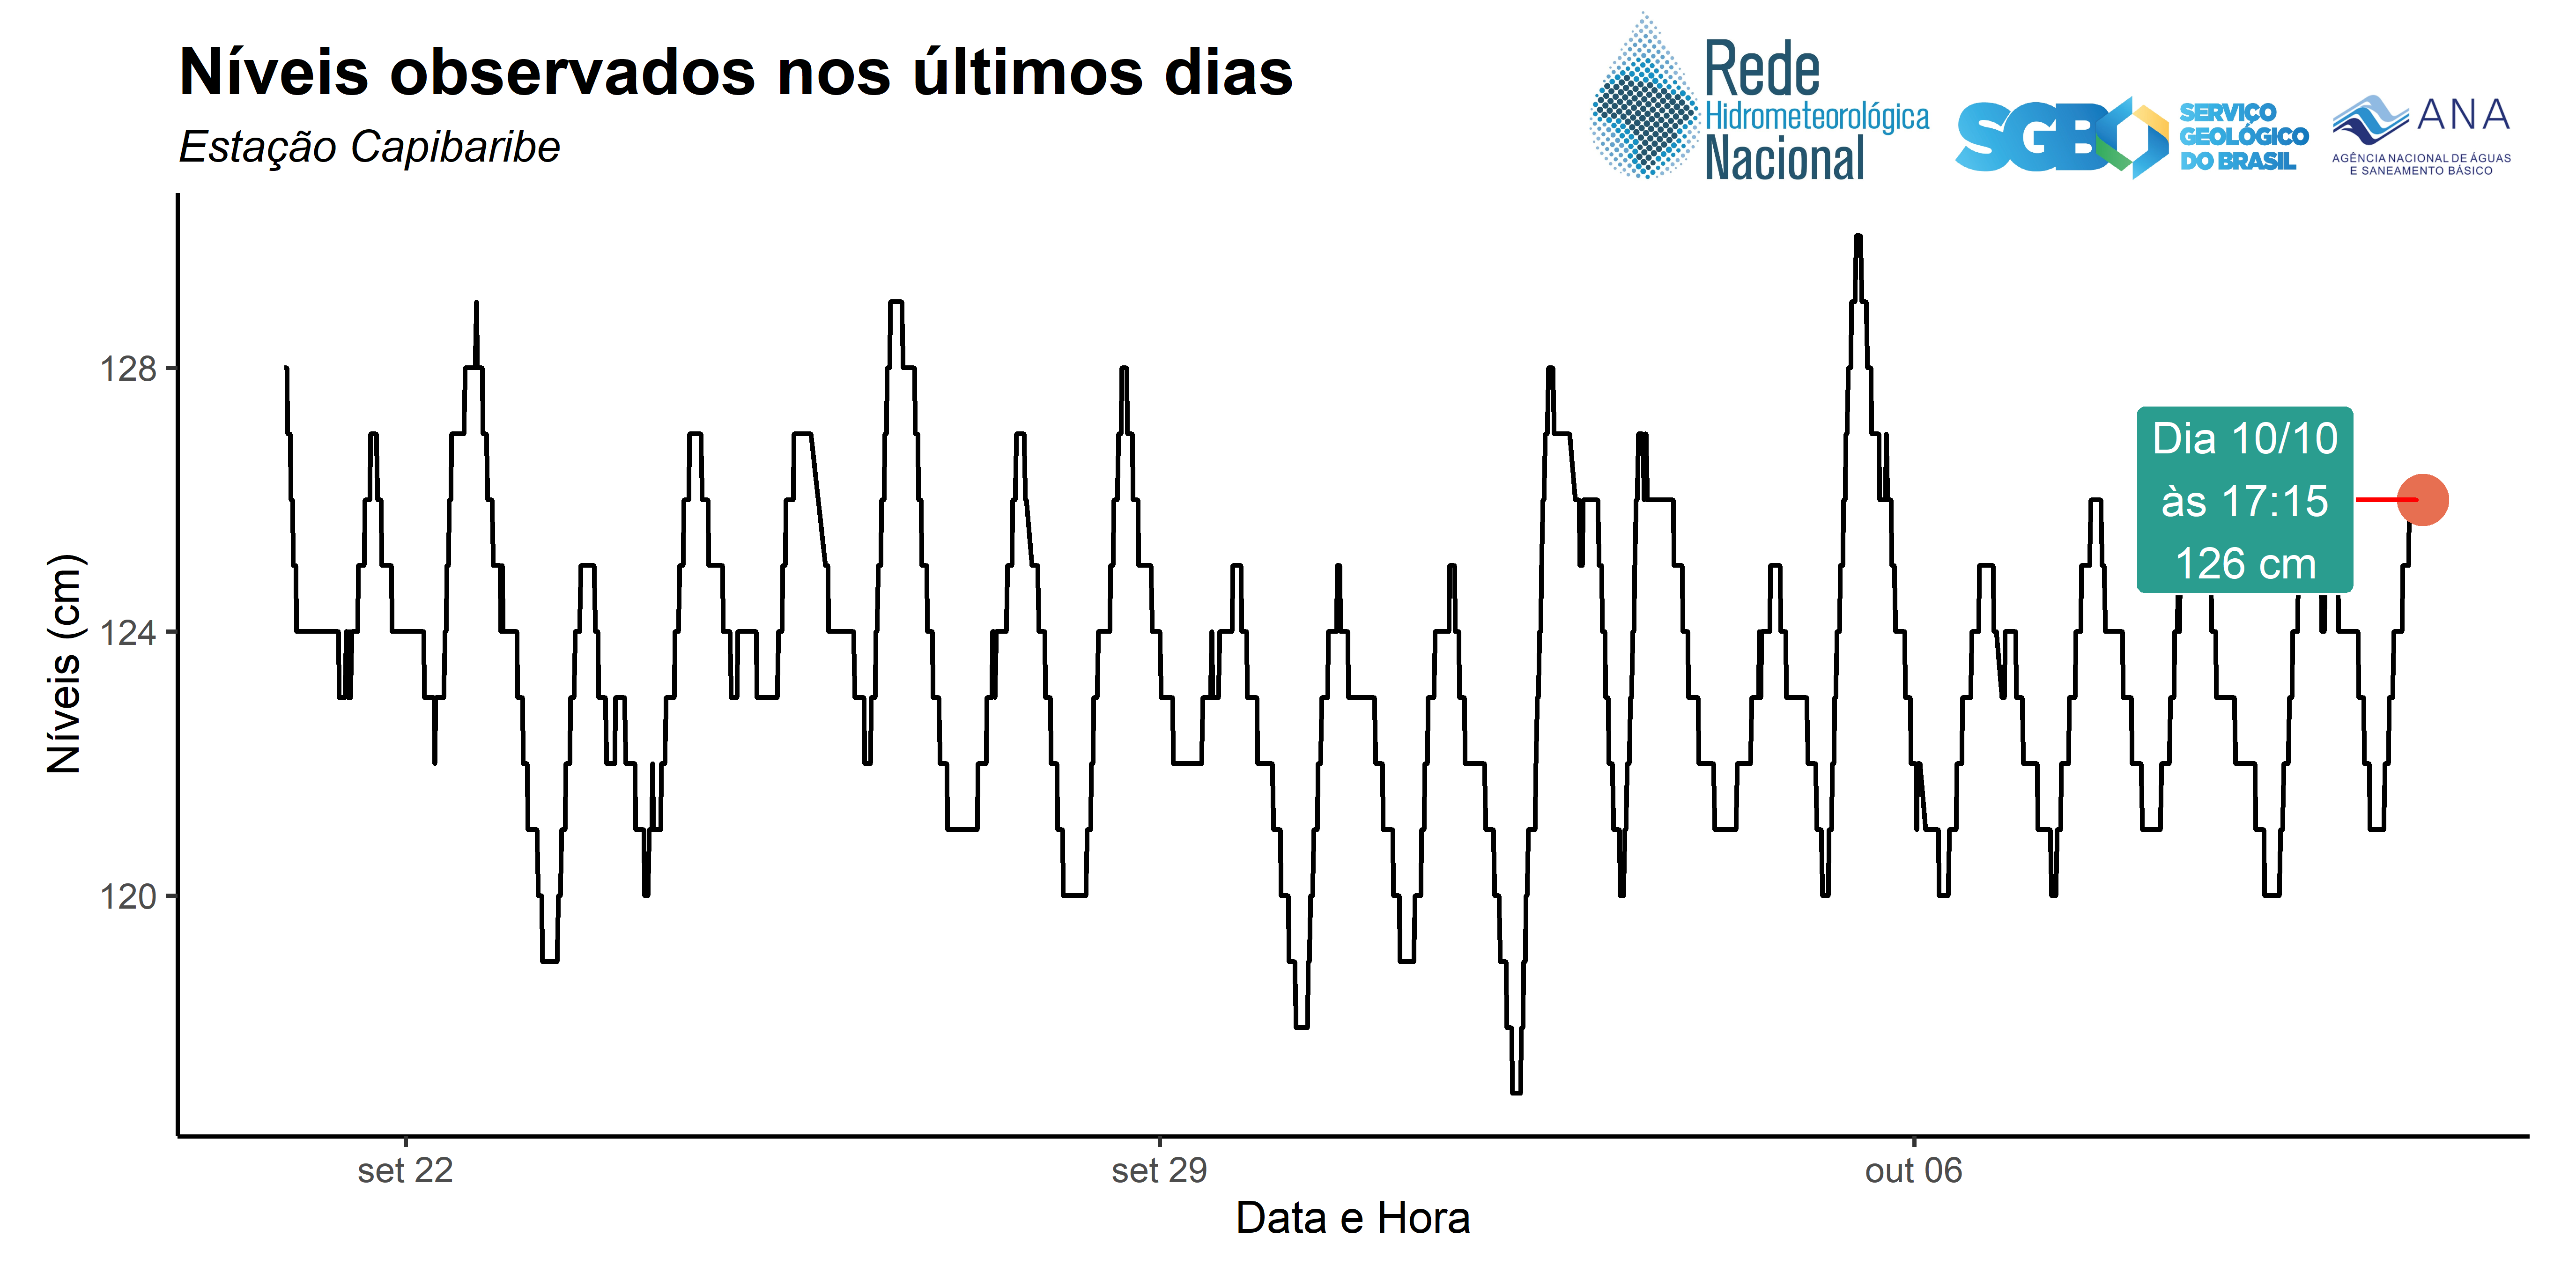 Níveis observados nos últimos dias
Estação Capibaribe
Rede
Hidrometeorológica
Nacional
SGB
SERVIÇO
GEOLÓGICO
DO BRASIL
ANA
AGÊNCIA NACIONAL DE ÁGUAS
E SANEAMENTO BÁSICO
Níveis (cm)
128
124
120
Dia 10/10
às 17:15
126 cm
set 22
set 29
out 06
Data e Hora